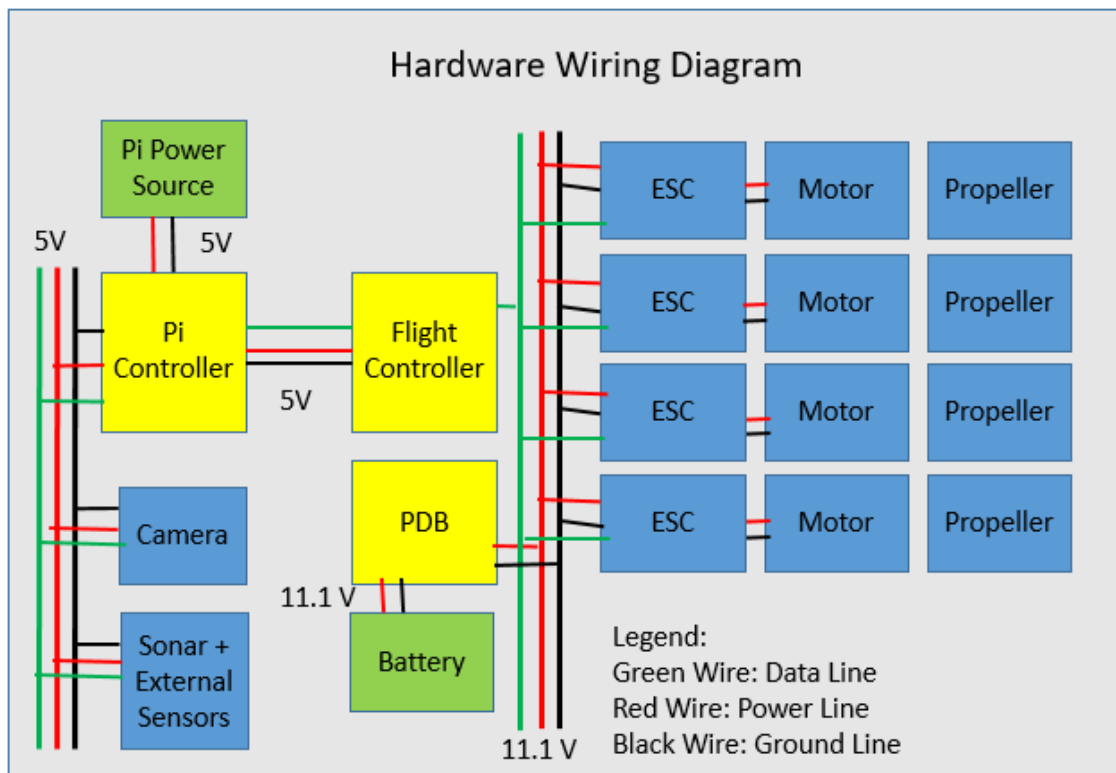 Hardware Wiring Diagram
Pi Power
Source
5V
5V
Pi
Controller
Flight
Controller
5V
Camera
Sonar +
External
Sensors
PDB
11.1 V
Battery
ESC
Motor
Propeller
ESC
Motor
Propeller
ESC
Motor
Propeller
ESC
Motor
Propeller
11.1 V
Legend:
Green Wire: Data Line
Red Wire: Power Line
Black Wire: Ground Line